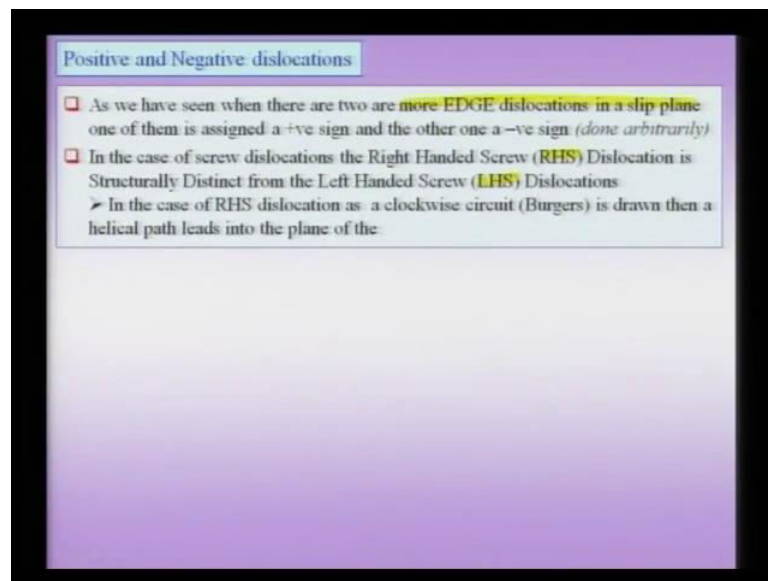 Positive and Negative dislocations
❑ As we have seen when there are two are more EDGE dislocations in a slip plane
one of them is assigned a +ve sign and the other one a –ve sign (done arbitrarily)
❑ In the case of screw dislocations the Right Handed Screw (RHS) Dislocation is
Structurally Distinct from the Left Handed Screw (LHS) Dislocations
➤ In the case of RHS dislocation as a clockwise circuit (Burgers) is drawn then a
helical path leads into the plane of the